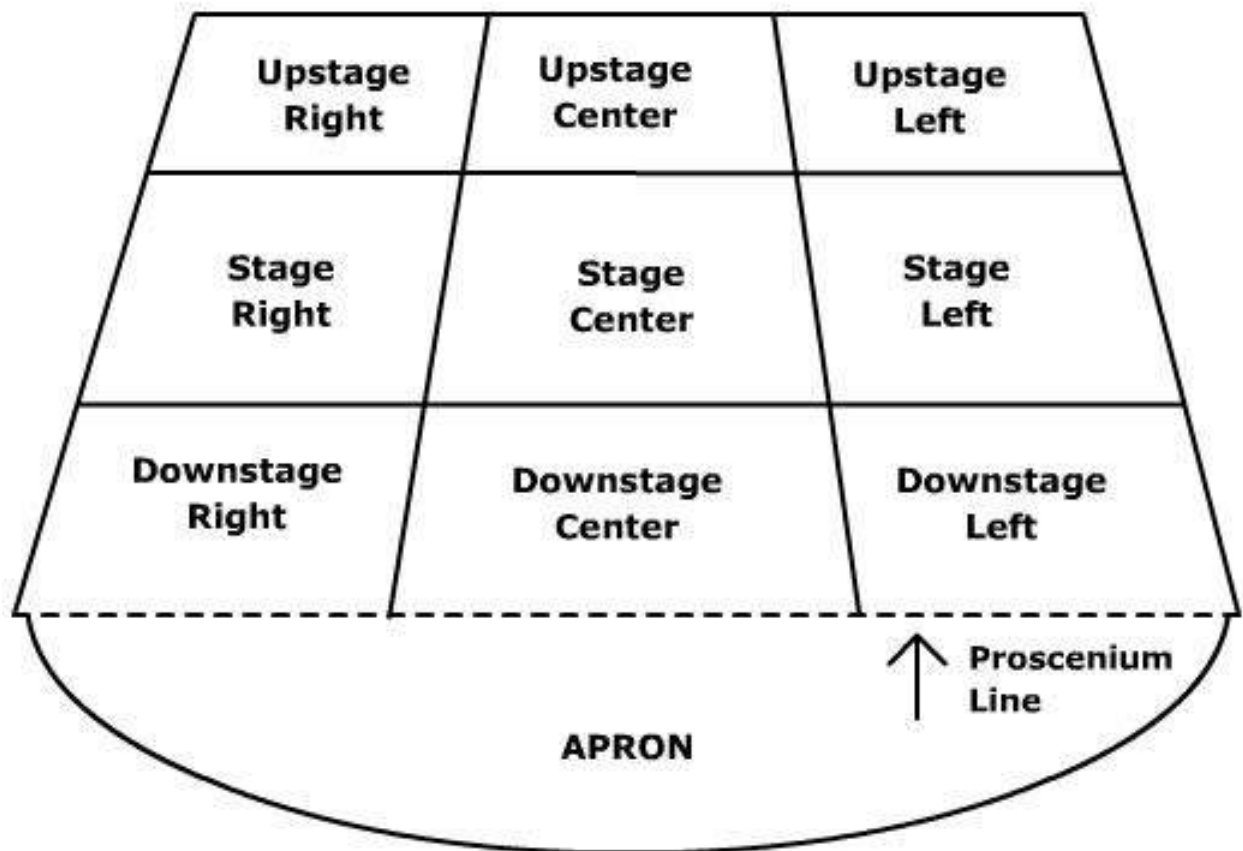 Upstage
Right
Upstage
Center
Upstage
Left
Stage
Right
Stage
Center
Stage
Left
Downstage
Right
Downstage
Center
Downstage
Left
Proscenium
Line
APRON